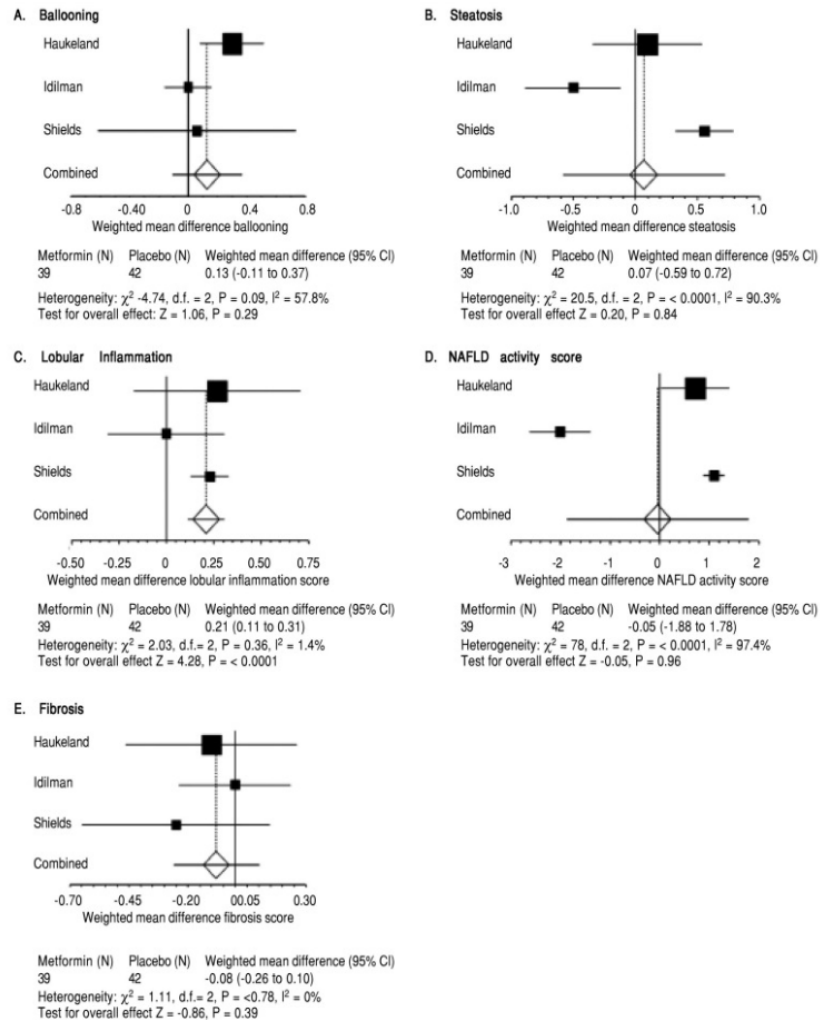 A. Ballooning
Haukeland
Idilman
Shields
Combined
-0.8 -0.40 0 0.4 0.8
Weighted mean difference ballooning
Metformin (N) Placebo (N) Weighted mean difference (95% CI)
39 42 0.13 (-0.11 to 0.37)
Heterogeneity: χ² -4.74, d.f. = 2, P = 0.09, I² = 57.8%
Test for overall effect: Z = 1.06, P = 0.29
B. Steatosis
Haukeland
Idilman
Shields
Combined
-1.0 -0.5 0 0.5 1.0
Weighted mean difference steatosis
Metformin (N) Placebo (N) Weighted mean difference (95% CI)
39 42 0.07 (-0.59 to 0.72)
Heterogeneity: χ² = 20.5, d.f. = 2, P = < 0.0001, I² = 90.3%
Test for overall effect Z = 0.20, P = 0.84
C. Lobular Inflammation
Haukeland
Idilman
Shields
Combined
-0.50 -0.25 0 0.25 0.50 0.75
Weighted mean difference lobular inflammation score
Metformin (N) Placebo (N) Weighted mean difference (95% CI)
39 42 0.21 (0.11 to 0.31)
Heterogeneity: χ² = 2.03, d.f.= 2, P = 0.36, I² = 1.4%
Test for overall effect Z = 4.28, P = < 0.0001
D. NAFLD activity score
Haukeland
Idilman
Shields
Combined
-3 -2 -1 0 1 2
Weighted mean difference NAFLD activity score
Metformin (N) Placebo (N) Weighted mean difference (95% CI)
39 42 -0.05 (-1.88 to 1.78)
Heterogeneity: χ² = 78, d.f. = 2, P = < 0.0001, I² = 97.4%
Test for overall effect Z = -0.05, P = 0.96
E. Fibrosis
Haukeland
Idilman
Shields
Combined
-0.70 -0.45 -0.20 00.05 0.30
Weighted mean difference fibrosis score
Metformin (N) Placebo (N) Weighted mean difference (95% CI)
39 42 -0.08 (-0.26 to 0.10)
Heterogeneity: χ² = 1.11, d.f.= 2, P = <0.78, I² = 0%
Test for overall effect Z = -0.86, P = 0.39